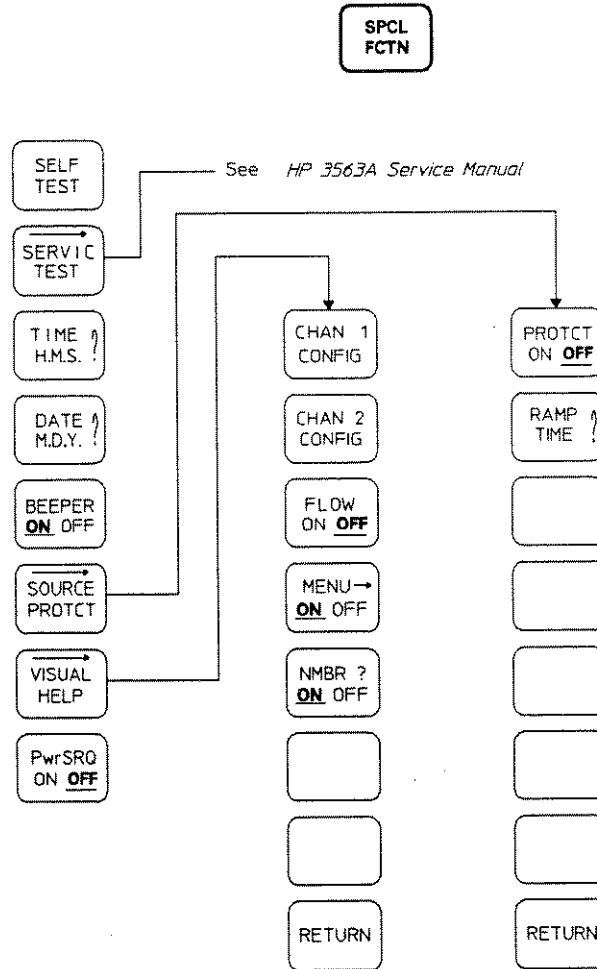 SPCL
FCTN
SELF
TEST
See HP 3563A Service Manual
SERVIC
TEST
TIME ?
H.M.S.
DATE ?
M.D.Y.
BEEPER
ON OFF
SOURCE
PROTCT
VISUAL
HELP
PwrSRQ
ON OFF
CHAN 1
CONFIG
CHAN 2
CONFIG
FLOW
ON OFF
MENU→
ON OFF
NMBR ?
ON OFF
RETURN
PROTCT
ON OFF
RAMP ?
TIME
RETURN